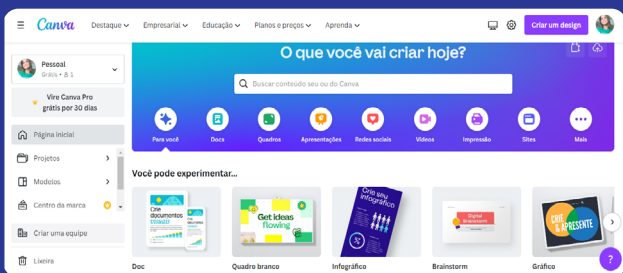 Canva
Destaque
Empresarial
Educação
Planos e preços
Aprenda
Criar um design
Pessoal
Grátis • 1
Vire Canva Pro
grátis por 30 dias
Página inicial
Projetos
Modelos
Centro da marca
Criar uma equipe
Lixeira
O que você vai criar hoje?
Buscar conteúdo seu ou do Canva
Para você
Docs
Quadros
Apresentações
Redes sociais
Vídeos
Impressão
Sites
Mais
Você pode experimentar...
Crie
documentos
visuais
Get Ideas
flowing
Crie seu
infográfico
Digital
Brainstorm
CRIE &
APRESENTE
Doc
Quadro branco
Infográfico
Brainstorm
Gráfico
?